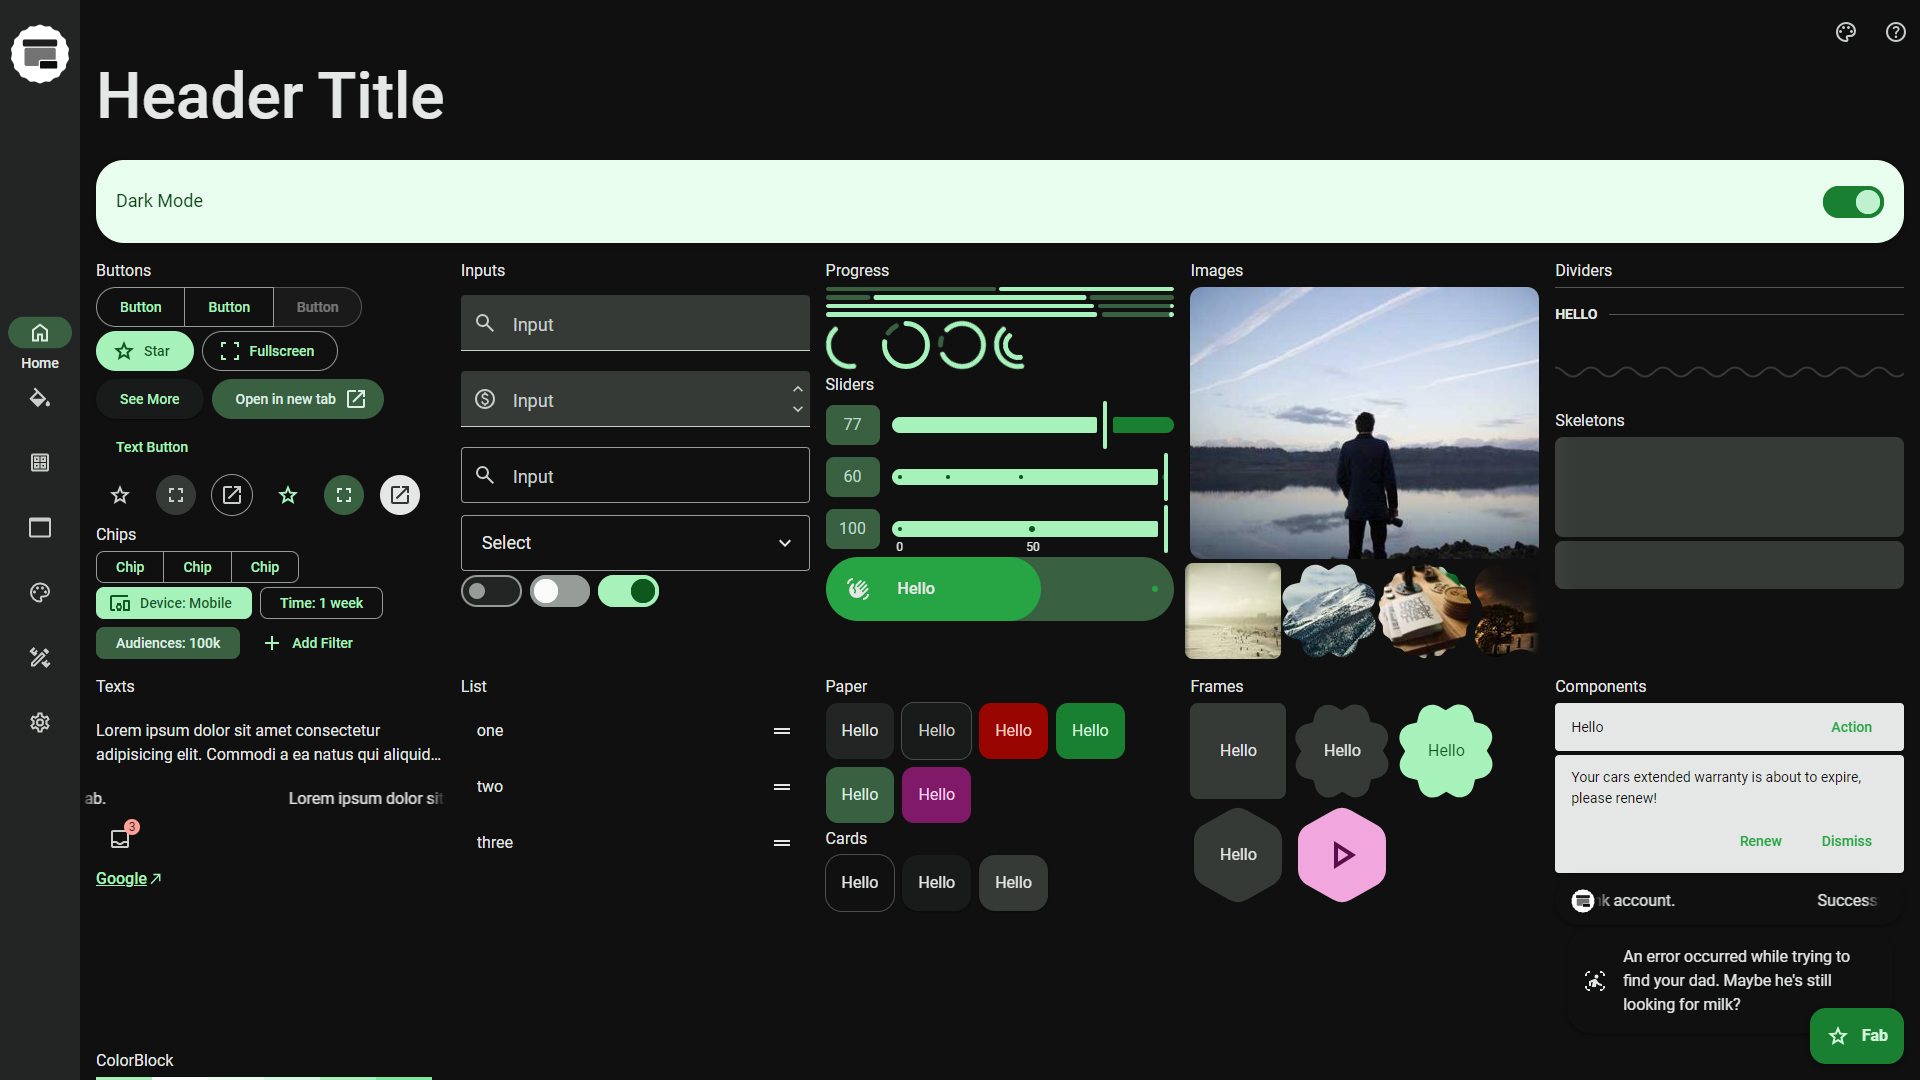 Header Title
Dark Mode
Home
Buttons
Button Button Button
Star Fullscreen
See More Open in new tab
Text Button
Chips
Chip Chip Chip
Device: Mobile Time: 1 week
Audiences: 100k Add Filter
Inputs
Input
Input
Input
Select
Progress
Sliders
77
60
100
0 50
Hello
Images
Dividers
HELLO
Skeletons
Texts
Lorem ipsum dolor sit amet consectetur
adipisicing elit. Commodi a ea natus qui aliquid…
ab. Lorem ipsum dolor sit
3
Google
List
one
two
three
Paper
Hello Hello Hello Hello
Hello Hello
Cards
Hello Hello Hello
Frames
Hello Hello Hello
Hello
Components
Hello Action
Your cars extended warranty is about to expire,
please renew!
Renew Dismiss
nk account. Success
An error occurred while trying to
find your dad. Maybe he's still
looking for milk?
Fab
ColorBlock